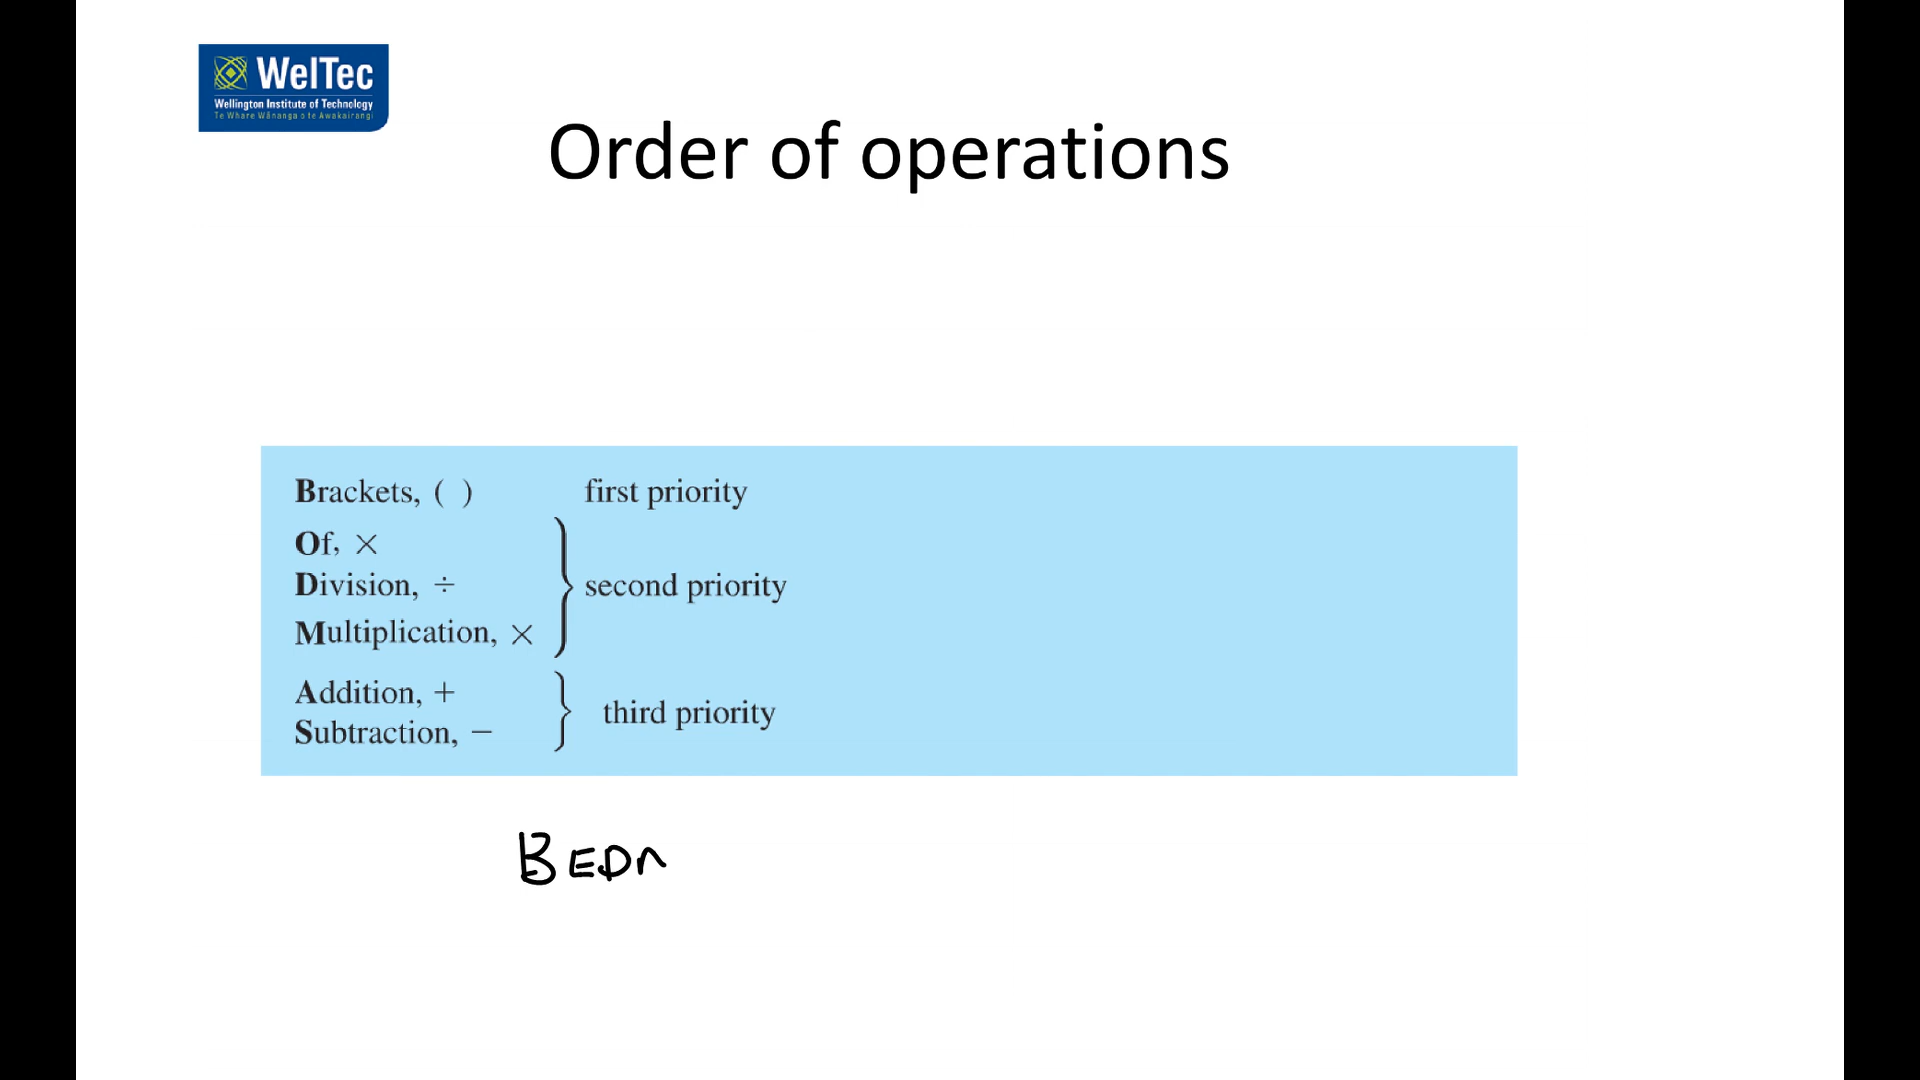 WelTec
Wellington Institute of Technology
Te Whare Wānanga o te Awakairangi
Order of operations
Brackets, ( ) first priority
Of, ×
Division, ÷ second priority
Multiplication, ×
Addition, +
third priority
Subtraction, −
BEDM